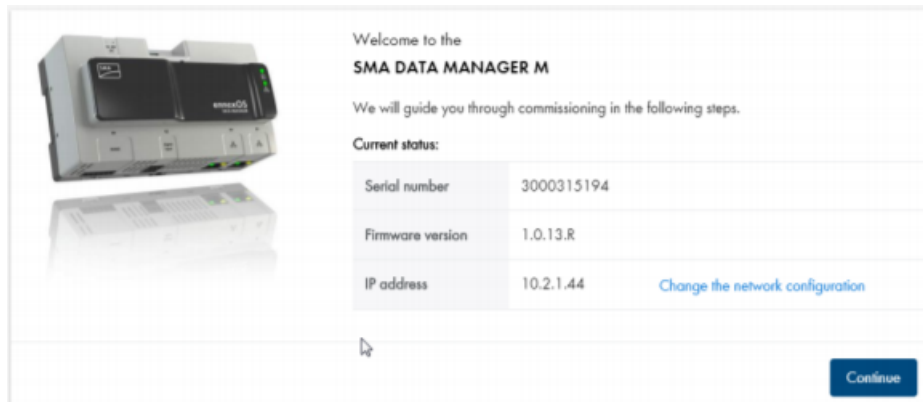 Welcome to the
SMA DATA MANAGER M
We will guide you through commissioning in the following steps.
Current status:
Serial number 3000315194
Firmware version 1.0.13.R
IP address 10.2.1.44 Change the network configuration
Continue
ennexOS